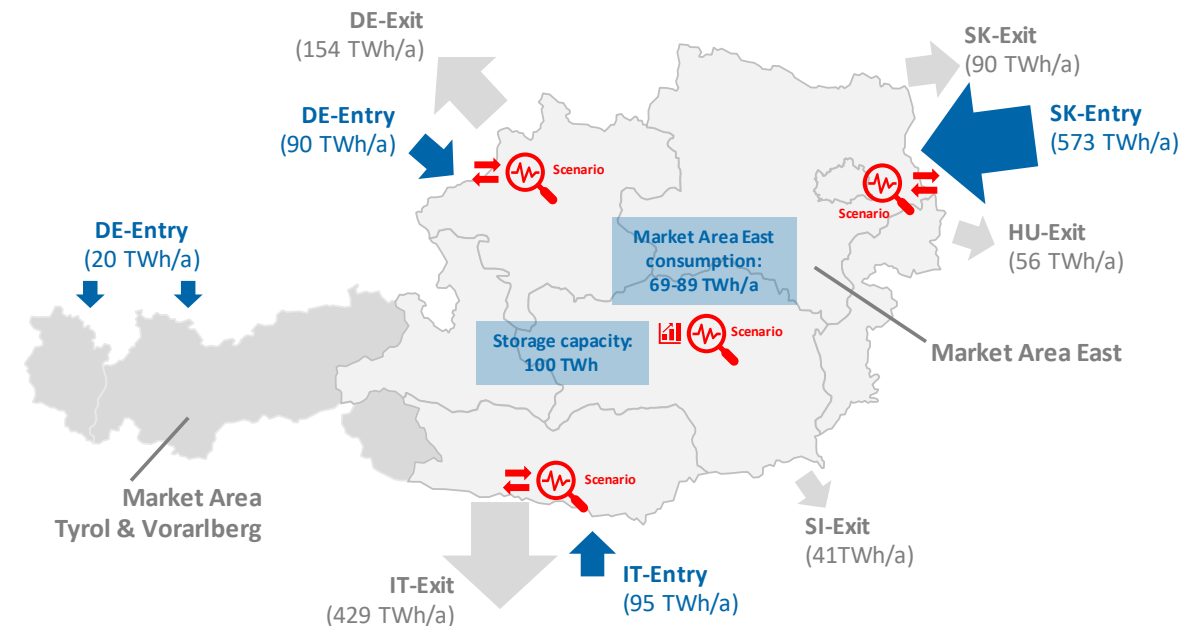 DE-Exit
(154 TWh/a)
SK-Exit
(90 TWh/a)
DE-Entry
(90 TWh/a)
SK-Entry
(573 TWh/a)
Scenario
Scenario
DE-Entry
(20 TWh/a)
Market Area East
consumption:
69-89 TWh/a
HU-Exit
(56 TWh/a)
Storage capacity:
100 TWh
Scenario
Market Area East
Scenario
Market Area
Tyrol & Vorarlberg
SI-Exit
(41TWh/a)
IT-Exit
(429 TWh/a)
IT-Entry
(95 TWh/a)